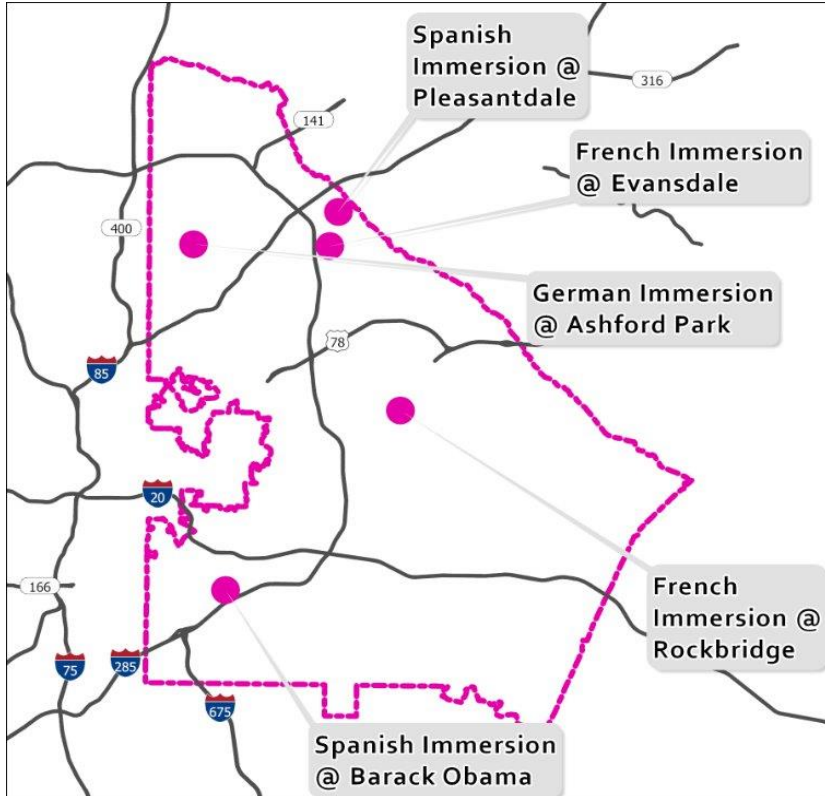 Spanish
Immersion @
Pleasantdale
316
141
French Immersion
@ Evansdale
400
German Immersion
@ Ashford Park
78
85
20
166
French
Immersion @
Rockbridge
75
285
675
Spanish Immersion
@ Barack Obama